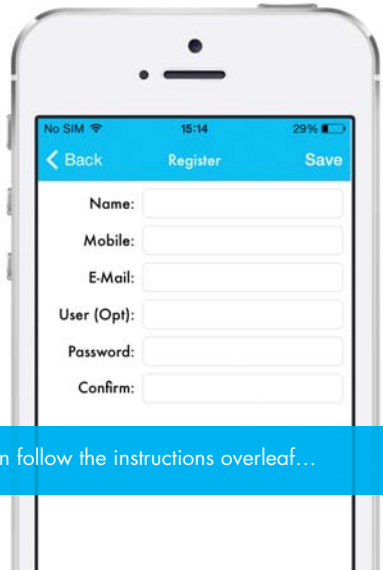 No SIM 15:14 29%
Back Register Save
Name:
Mobile:
E-Mail:
User (Opt):
Password:
Confirm:
follow the instructions overleaf...